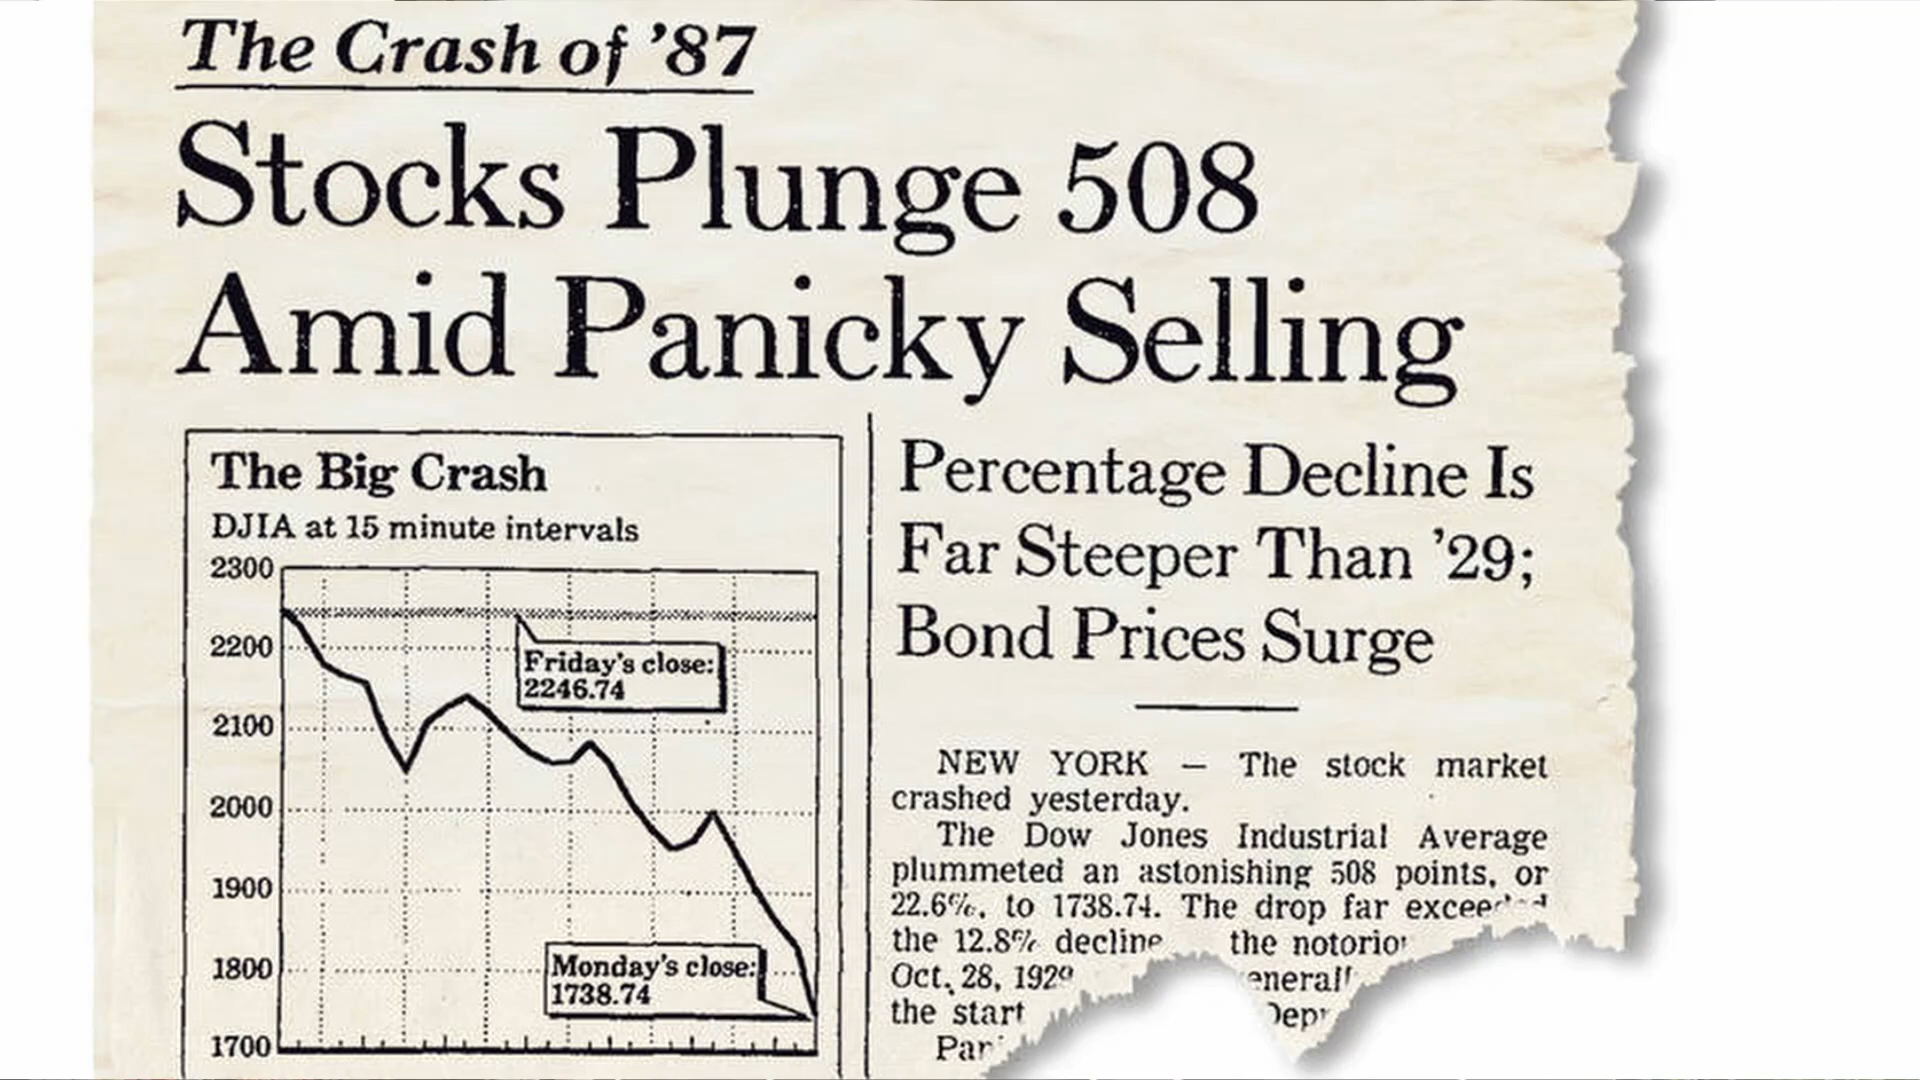 The Crash of ’87
Stocks Plunge 508
Amid Panicky Selling
The Big Crash
DJIA at 15 minute intervals
2300
2200
2100
2000
1900
1800
1700
Friday’s close:
2246.74
Monday’s close:
1738.74
Percentage Decline Is
Far Steeper Than ’29;
Bond Prices Surge
NEW YORK — The stock market
crashed yesterday.
The Dow Jones Industrial Average
plummeted an astonishing 508 points, or
22.6%, to 1738.74. The drop far exceeded
the 12.8% decline the
Oct. 28, 1929
the start